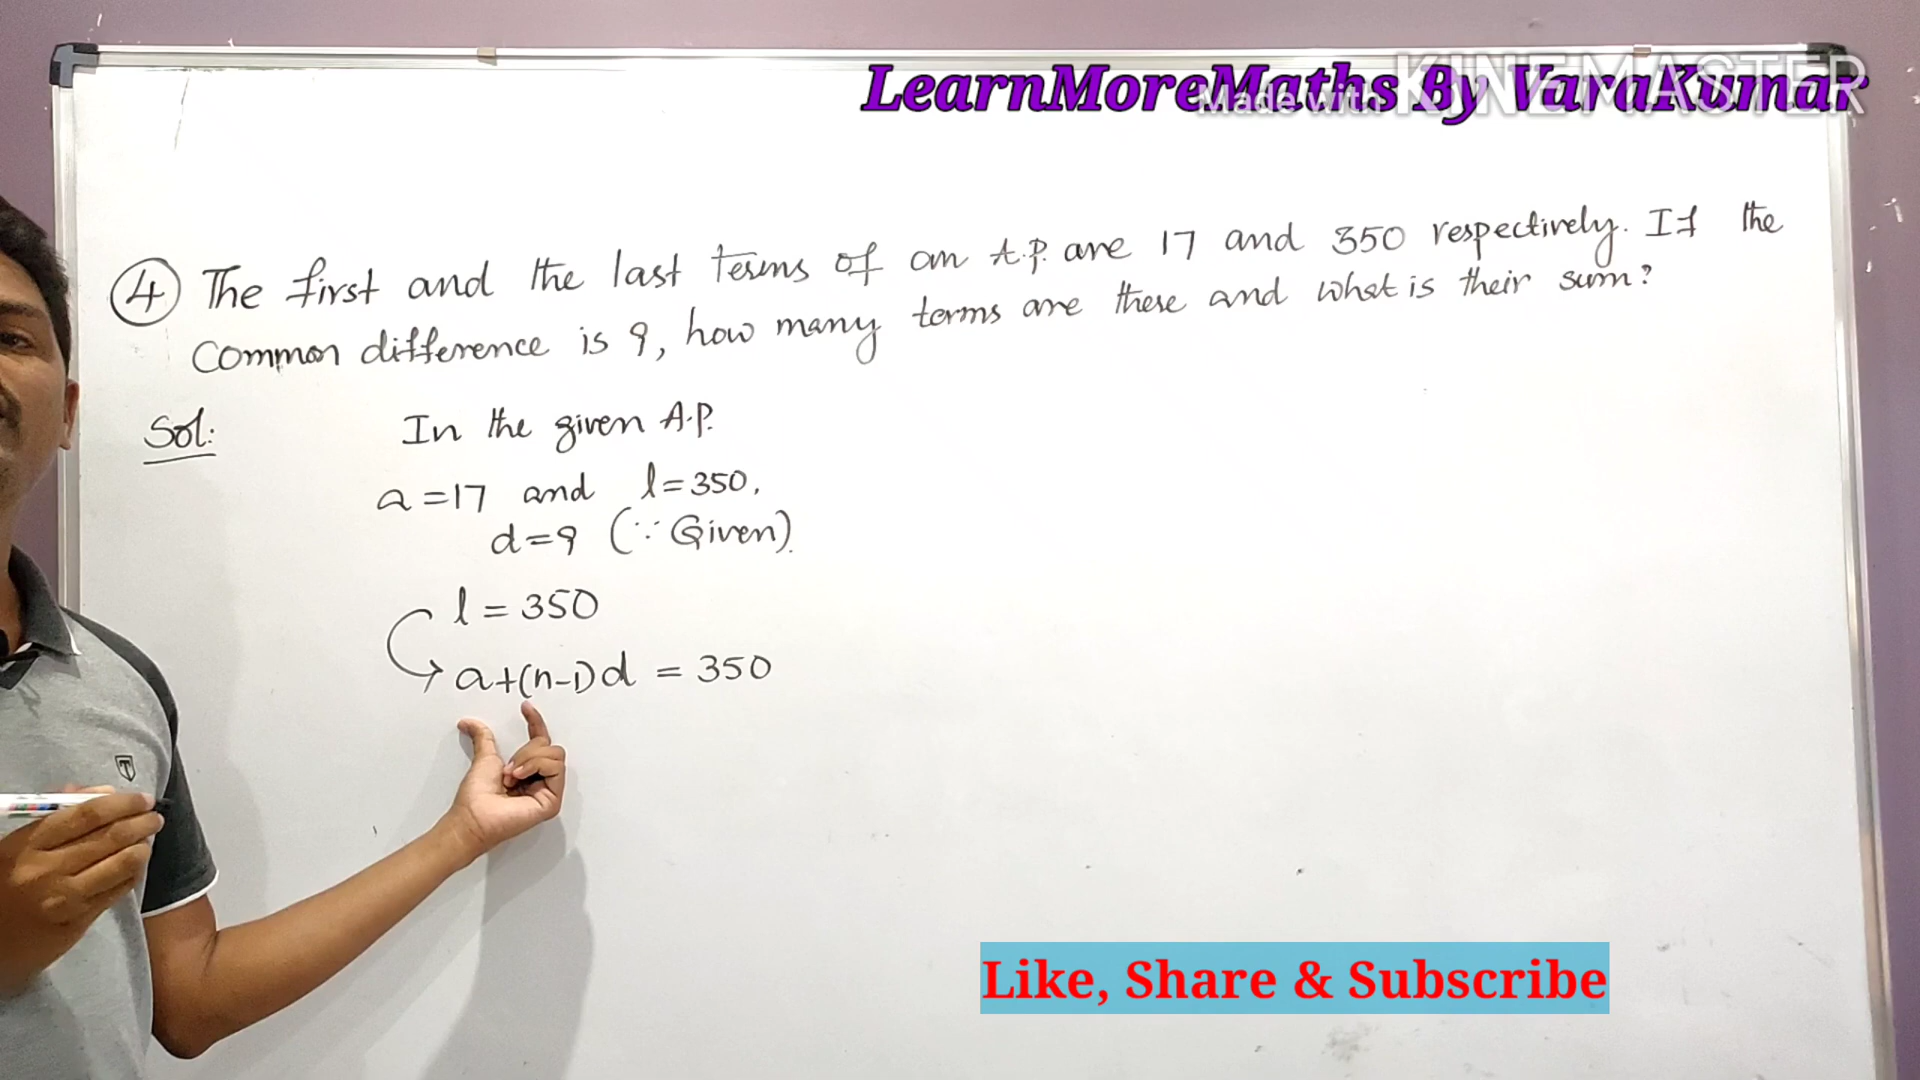 LearnMoreMaths By VaraKumar
Made with KINEMASTER
4 The first and the last terms of an A.P. are 17 and 350 respectively. If the
common difference is 9, how many terms are there and what is their sum?
Sol:
In the given A.P.
a=17 and l=350,
d=9 (∵ Given).
l = 350
a+(n-1)d = 350
Like, Share & Subscribe